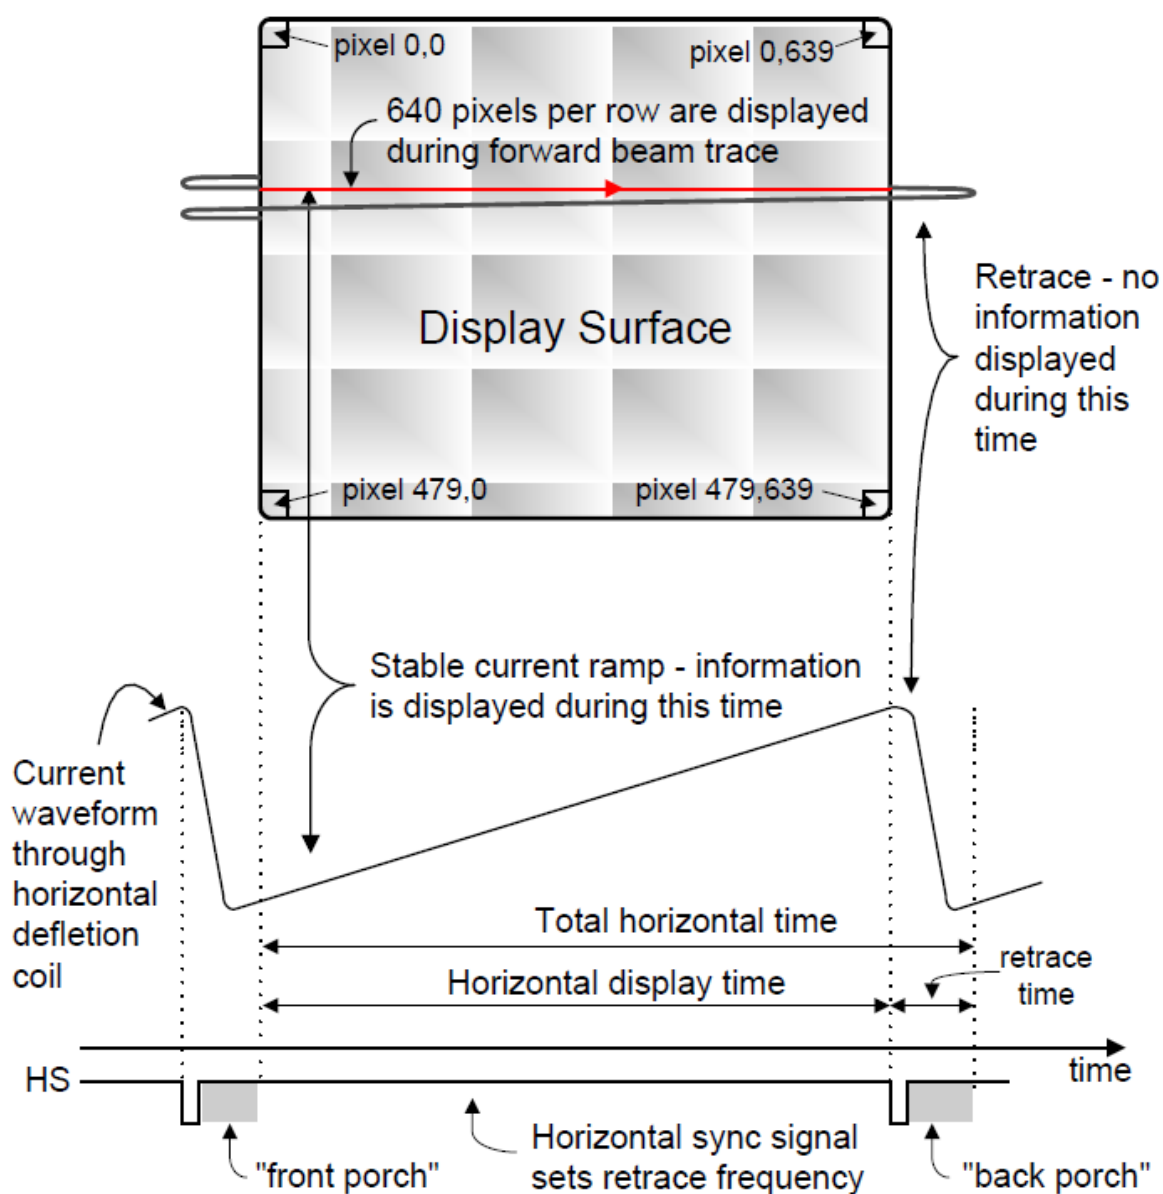 pixel 0,0
pixel 0,639
640 pixels per row are displayed
during forward beam trace
Retrace - no
information
displayed
during this
time
Display Surface
pixel 479,0
pixel 479,639
Stable current ramp - information
is displayed during this time
Current
waveform
through
horizontal
defletion
coil
Total horizontal time
retrace
time
Horizontal display time
time
HS
"front porch"
Horizontal sync signal
sets retrace frequency
"back porch"